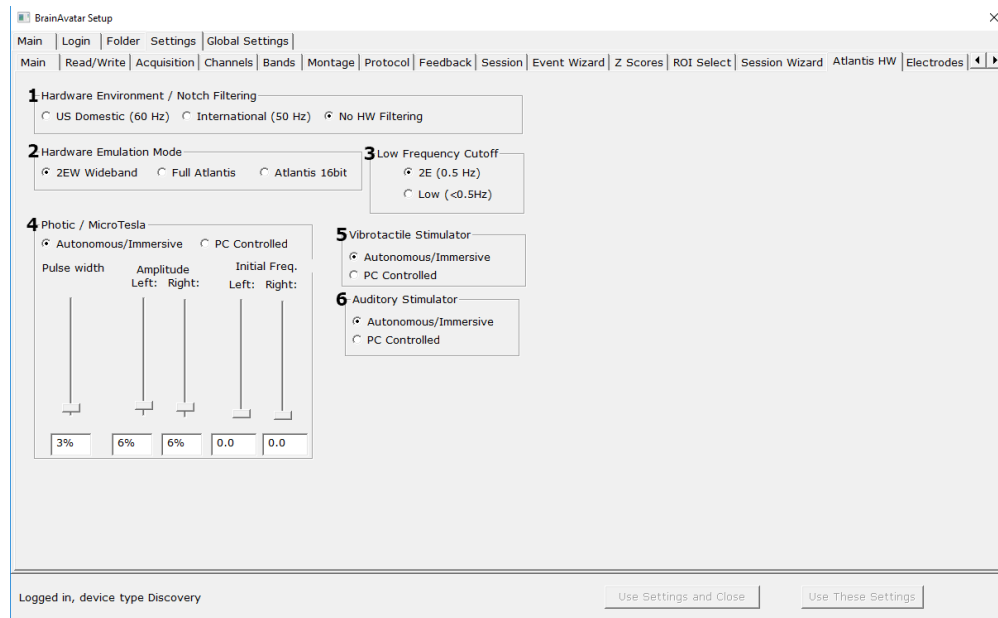 BrainAvatar Setup
Main Login Folder Settings Global Settings
Main Read/Write Acquisition Channels Bands Montage Protocol Feedback Session Event Wizard Z Scores ROI Select Session Wizard Atlantis HW Electrodes
1 Hardware Environment / Notch Filtering
US Domestic (60 Hz) International (50 Hz) No HW Filtering
2 Hardware Emulation Mode
2EW Wideband Full Atlantis Atlantis 16bit
3 Low Frequency Cutoff
2E (0.5 Hz)
Low (<0.5Hz)
4 Photic / MicroTesla
Autonomous/Immersive PC Controlled
Pulse width Amplitude Initial Freq.
Left: Right: Left: Right:
3% 6% 6% 0.0 0.0
5 Vibrotactile Stimulator
Autonomous/Immersive
PC Controlled
6 Auditory Stimulator
Autonomous/Immersive
PC Controlled
Logged in, device type Discovery
Use Settings and Close Use These Settings